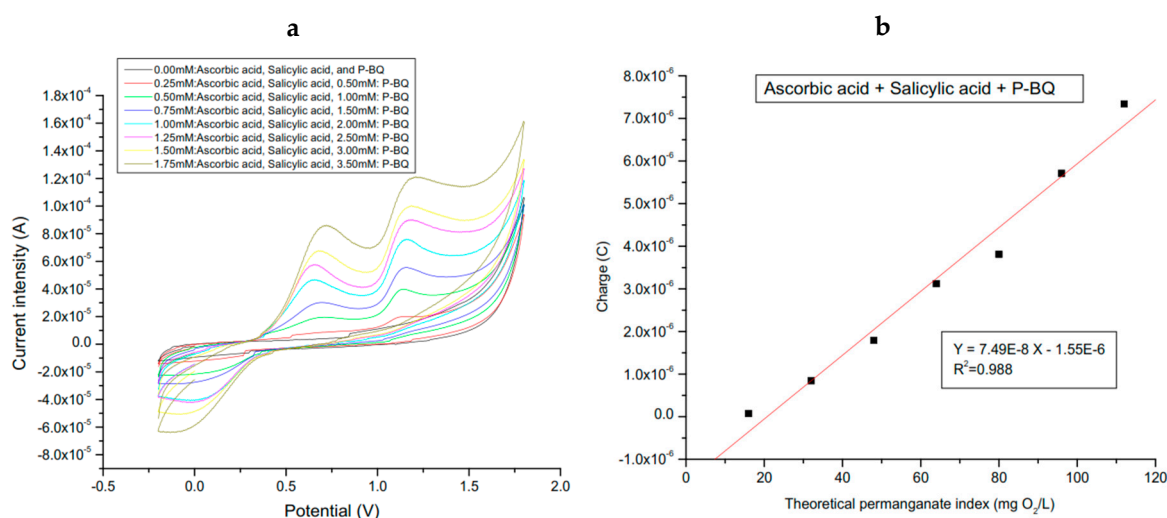 a
0.00mM:Ascorbic acid, Salicylic acid, and P-BQ
0.25mM:Ascorbic acid, Salicylic acid, 0.50mM: P-BQ
0.50mM:Ascorbic acid, Salicylic acid, 1.00mM: P-BQ
0.75mM:Ascorbic acid, Salicylic acid, 1.50mM: P-BQ
1.00mM:Ascorbic acid, Salicylic acid, 2.00mM: P-BQ
1.25mM:Ascorbic acid, Salicylic acid, 2.50mM: P-BQ
1.50mM:Ascorbic acid, Salicylic acid, 3.00mM: P-BQ
1.75mM:Ascorbic acid, Salicylic acid, 3.50mM: P-BQ
Current intensity (A)
1.8x10⁻⁴
1.6x10⁻⁴
1.4x10⁻⁴
1.2x10⁻⁴
1.0x10⁻⁴
8.0x10⁻⁵
6.0x10⁻⁵
4.0x10⁻⁵
2.0x10⁻⁵
0.0
-2.0x10⁻⁵
-4.0x10⁻⁵
-6.0x10⁻⁵
-8.0x10⁻⁵
-0.5 0.0 0.5 1.0 1.5 2.0
Potential (V)
b
Ascorbic acid + Salicylic acid + P-BQ
Charge (C)
8.0x10⁻⁶
7.0x10⁻⁶
6.0x10⁻⁶
5.0x10⁻⁶
4.0x10⁻⁶
3.0x10⁻⁶
2.0x10⁻⁶
1.0x10⁻⁶
0.0
-1.0x10⁻⁶
Y = 7.49E-8 X - 1.55E-6
R²=0.988
0 20 40 60 80 100 120
Theoretical permanganate index (mg O₂/L)